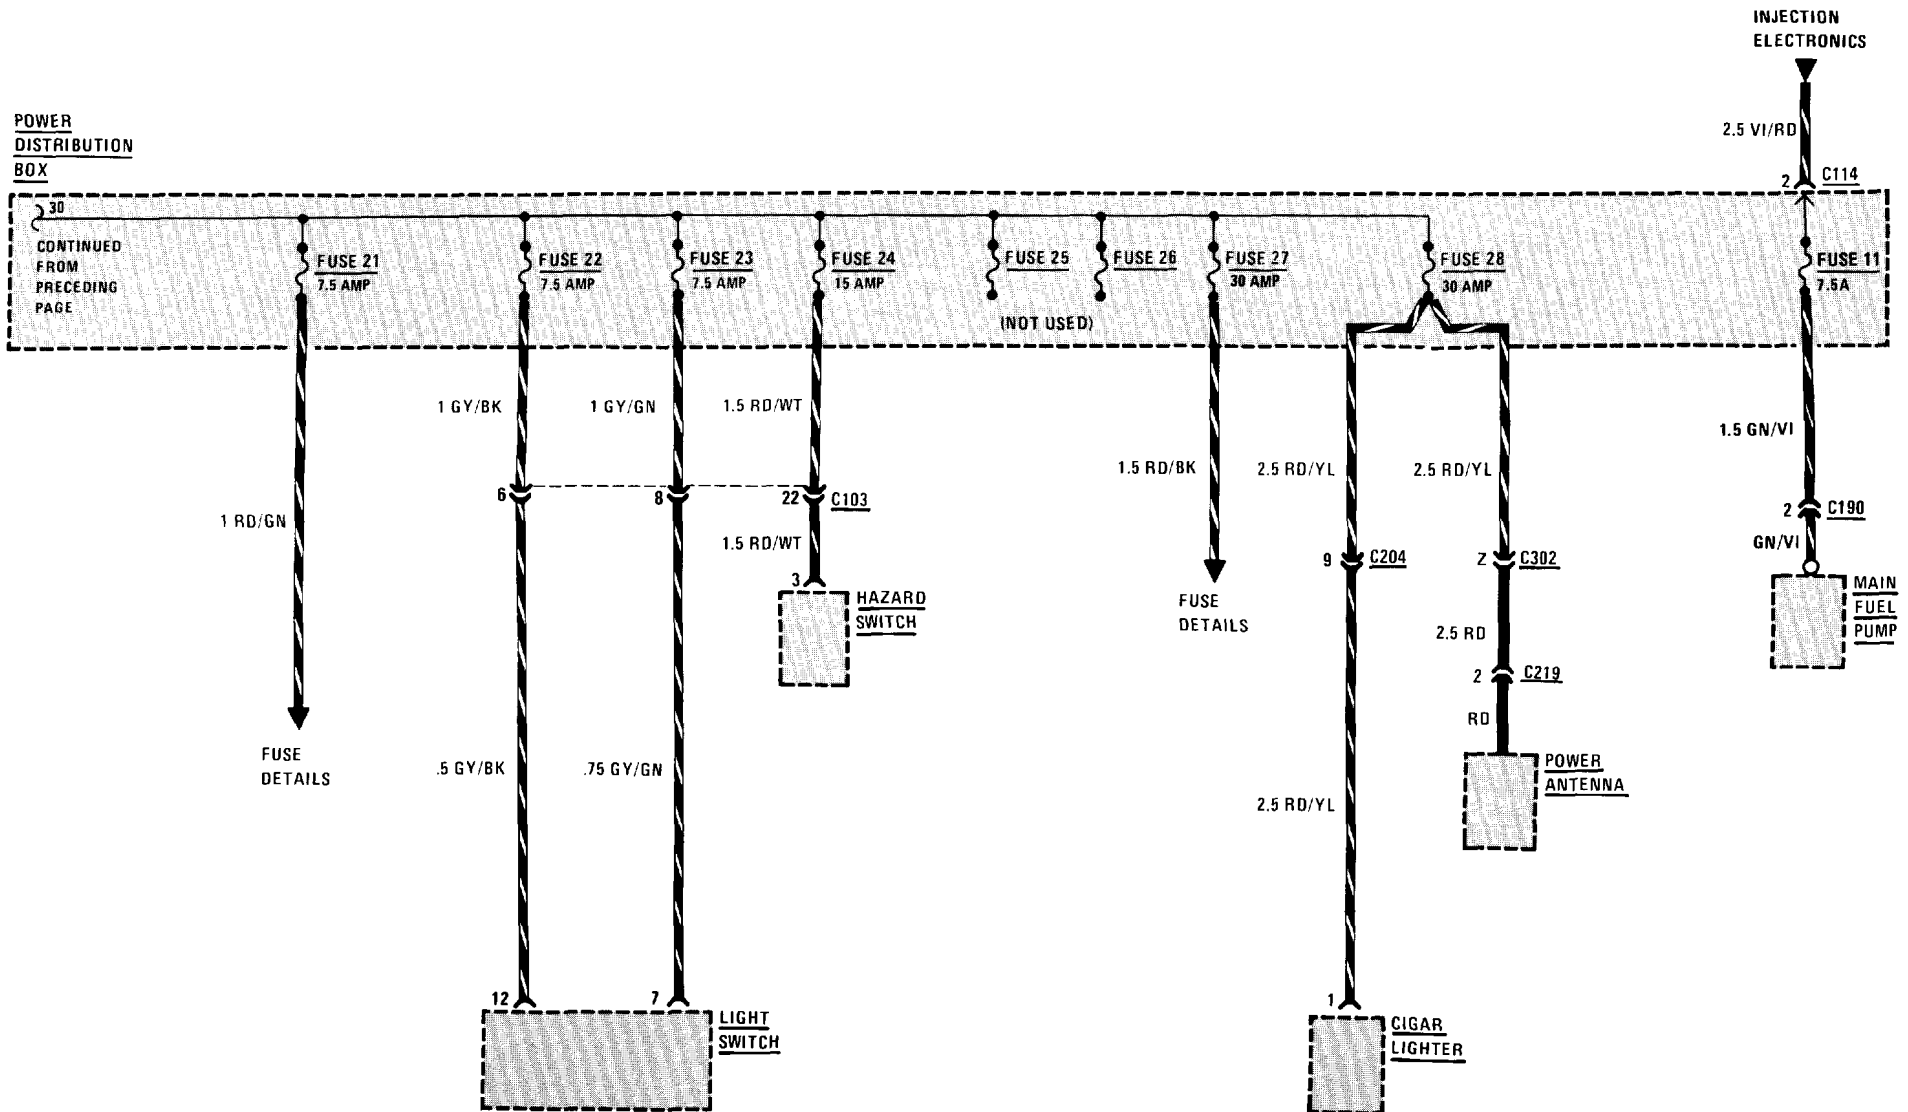 INJECTION
ELECTRONICS
POWER
DISTRIBUTION
BOX
2.5 VI/RD
2 C114
30
CONTINUED
FROM
PRECEDING
PAGE
FUSE 21
7.5 AMP
FUSE 22
7.5 AMP
FUSE 23
7.5 AMP
FUSE 24
15 AMP
FUSE 25
FUSE 26
(NOT USED)
FUSE 27
30 AMP
FUSE 28
30 AMP
FUSE 11
7.5A
1 GY/BK
1 GY/GN
1.5 RD/WT
1.5 RD/BK
2.5 RD/YL
2.5 RD/YL
1.5 GN/VI
1 RD/GN
6
8
22 C103
2 C190
1.5 RD/WT
GN/VI
9 C204
Z C302
3
HAZARD
SWITCH
FUSE
DETAILS
MAIN
FUEL
PUMP
2.5 RD
2 C219
RD
FUSE
DETAILS
.5 GY/BK
.75 GY/GN
2.5 RD/YL
POWER
ANTENNA
12
7
LIGHT
SWITCH
1
CIGAR
LIGHTER